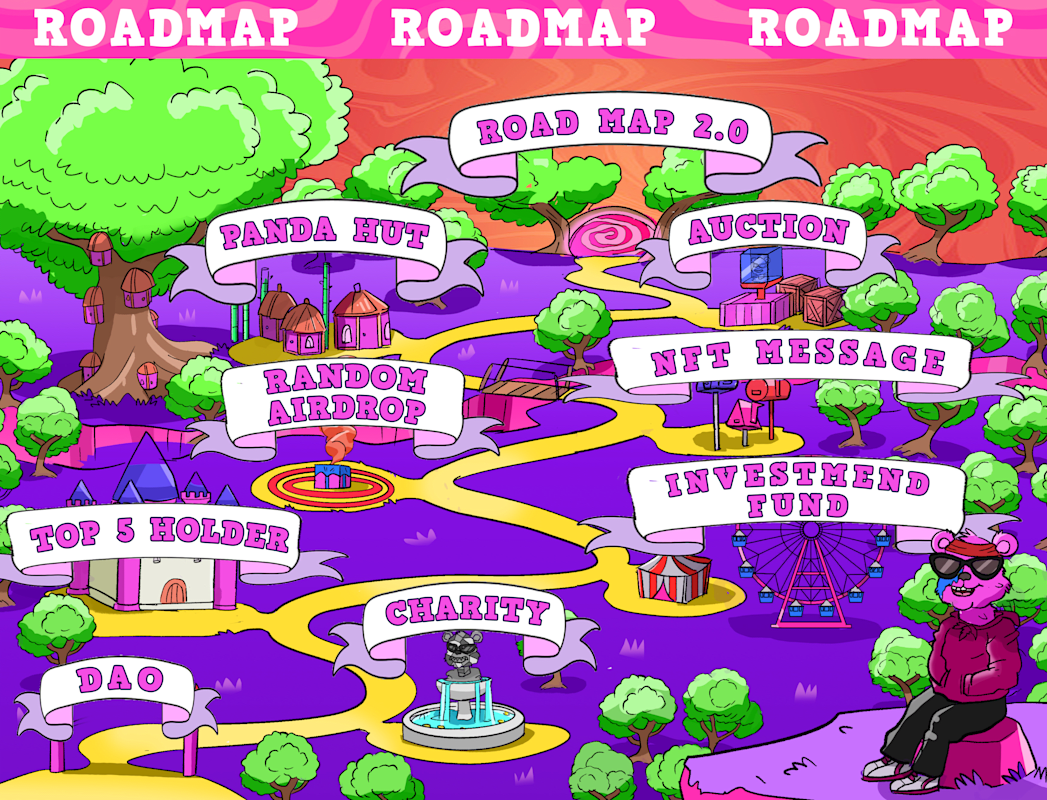 ROADMAP ROADMAP ROADMAP
ROAD MAP 2.0
PANDA HUT
AUCTION
NFT MESSAGE
RANDOM
AIRDROP
INVESTMEND
FUND
TOP 5 HOLDER
CHARITY
DAO